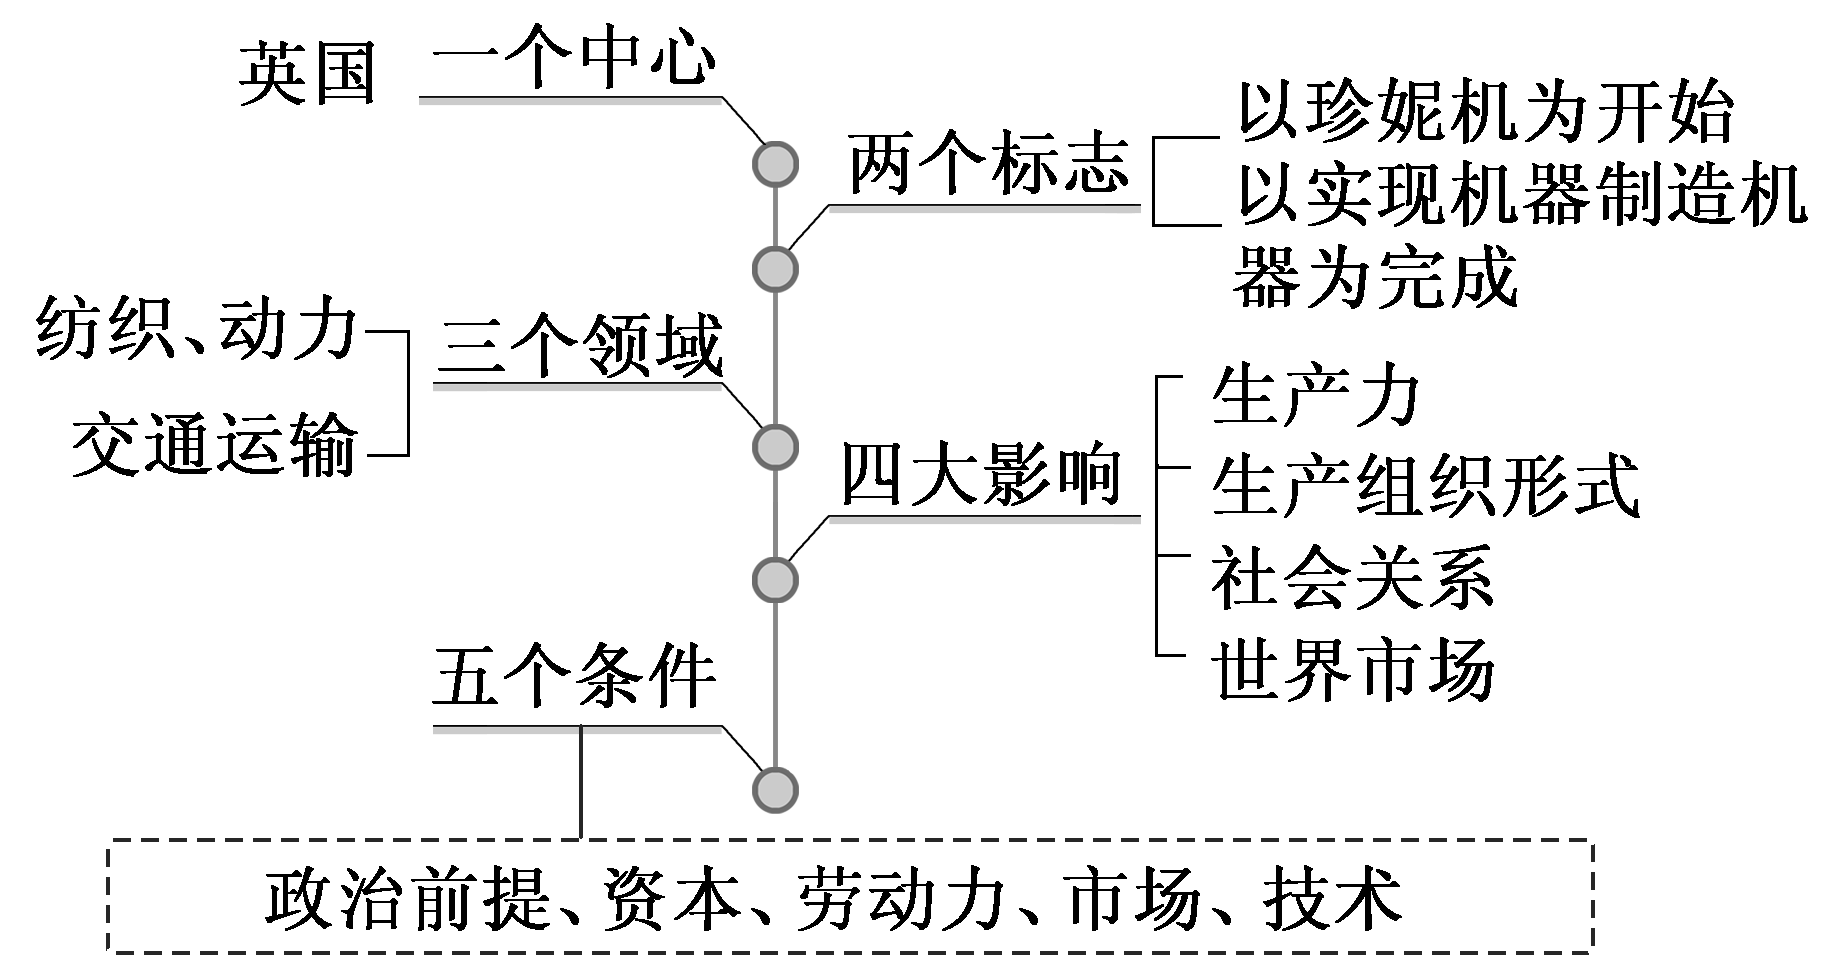 英国
一个中心
两个标志
以珍妮机为开始
以实现机器制造机
器为完成
纺织、动力
交通运输
三个领域
四大影响
生产力
生产组织形式
社会关系
世界市场
五个条件
政治前提、资本、劳动力、市场、技术